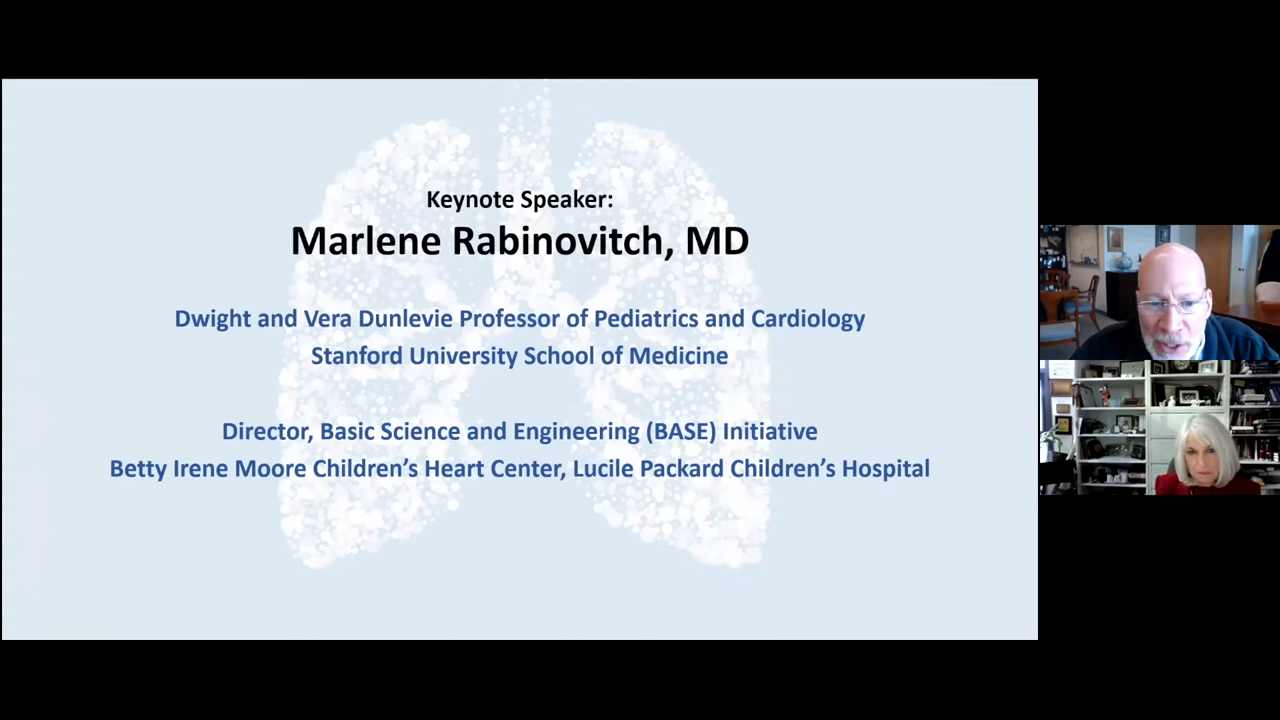 Keynote Speaker:
Marlene Rabinovitch, MD
Dwight and Vera Dunlevie Professor of Pediatrics and Cardiology
Stanford University School of Medicine
Director, Basic Science and Engineering (BASE) Initiative
Betty Irene Moore Children’s Heart Center, Lucile Packard Children’s Hospital